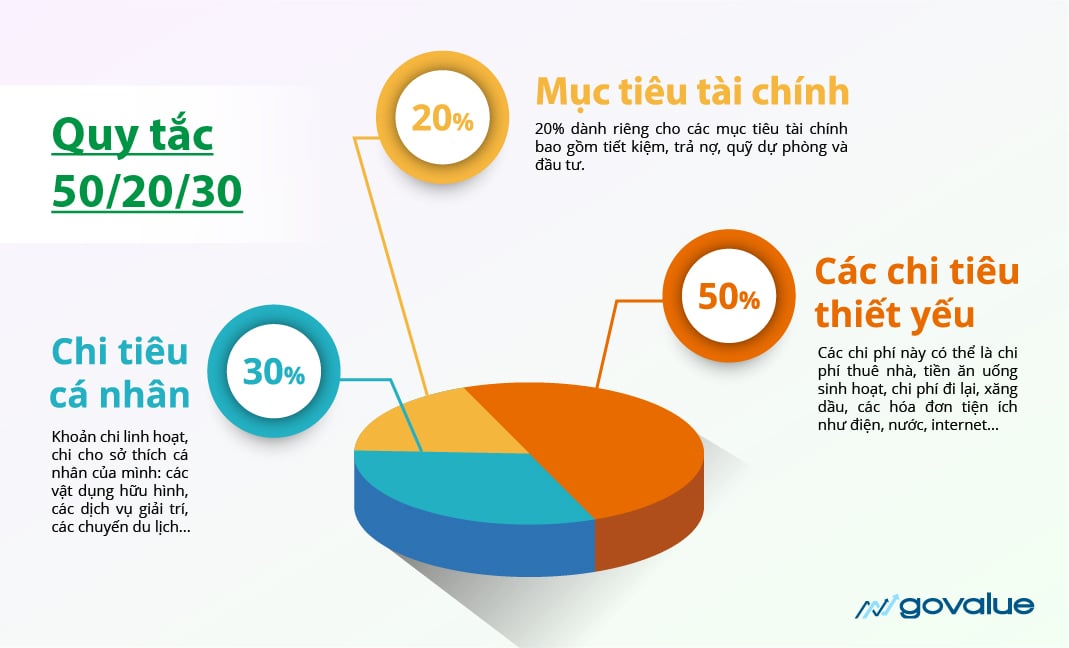 Quy tắc
50/20/30
20%
Mục tiêu tài chính
20% dành riêng cho các mục tiêu tài chính
bao gồm tiết kiệm, trả nợ, quỹ dự phòng và
đầu tư.
50%
Các chi tiêu
thiết yếu
Các chi phí này có thể là chi
phí thuê nhà, tiền ăn uống
sinh hoạt, chi phí đi lại, xăng
dầu, các hóa đơn tiện ích
như điện, nước, internet...
30%
Chi tiêu
cá nhân
Khoản chi linh hoạt,
chi cho sở thích cá
nhân của mình: các
vật dụng hữu hình,
các dịch vụ giải trí,
các chuyến du lịch...
govalue